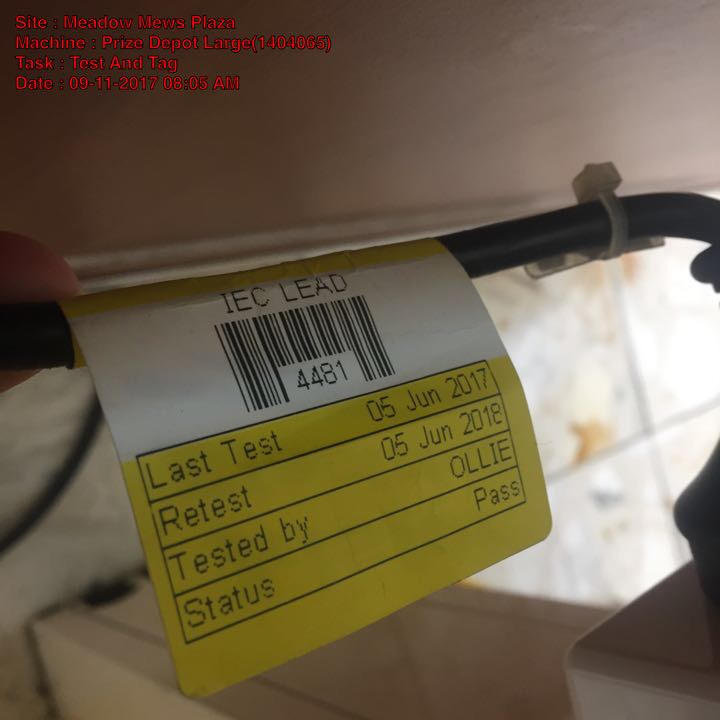 Site : Meadow Mews Plaza
Machine : Prize Depot Large(1404065)
Task : Test And Tag
Date : 09-11-2017 08:05 AM
IEC LEAD
4481
Last Test 05 Jun 2017
Retest 05 Jun 2018
Tested by OLLIE
Status Pass